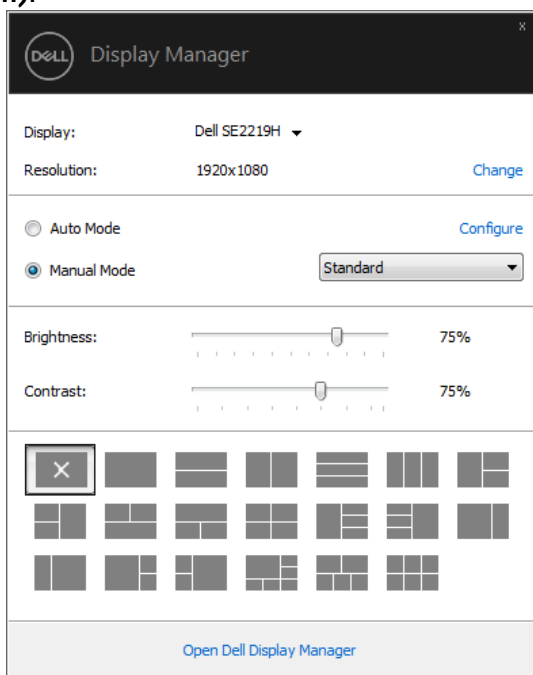 x
DELL Display Manager
Display: Dell SE2219H
Resolution: 1920x1080 Change
Auto Mode Configure
Manual Mode Standard
Brightness: 75%
Contrast: 75%
Open Dell Display Manager